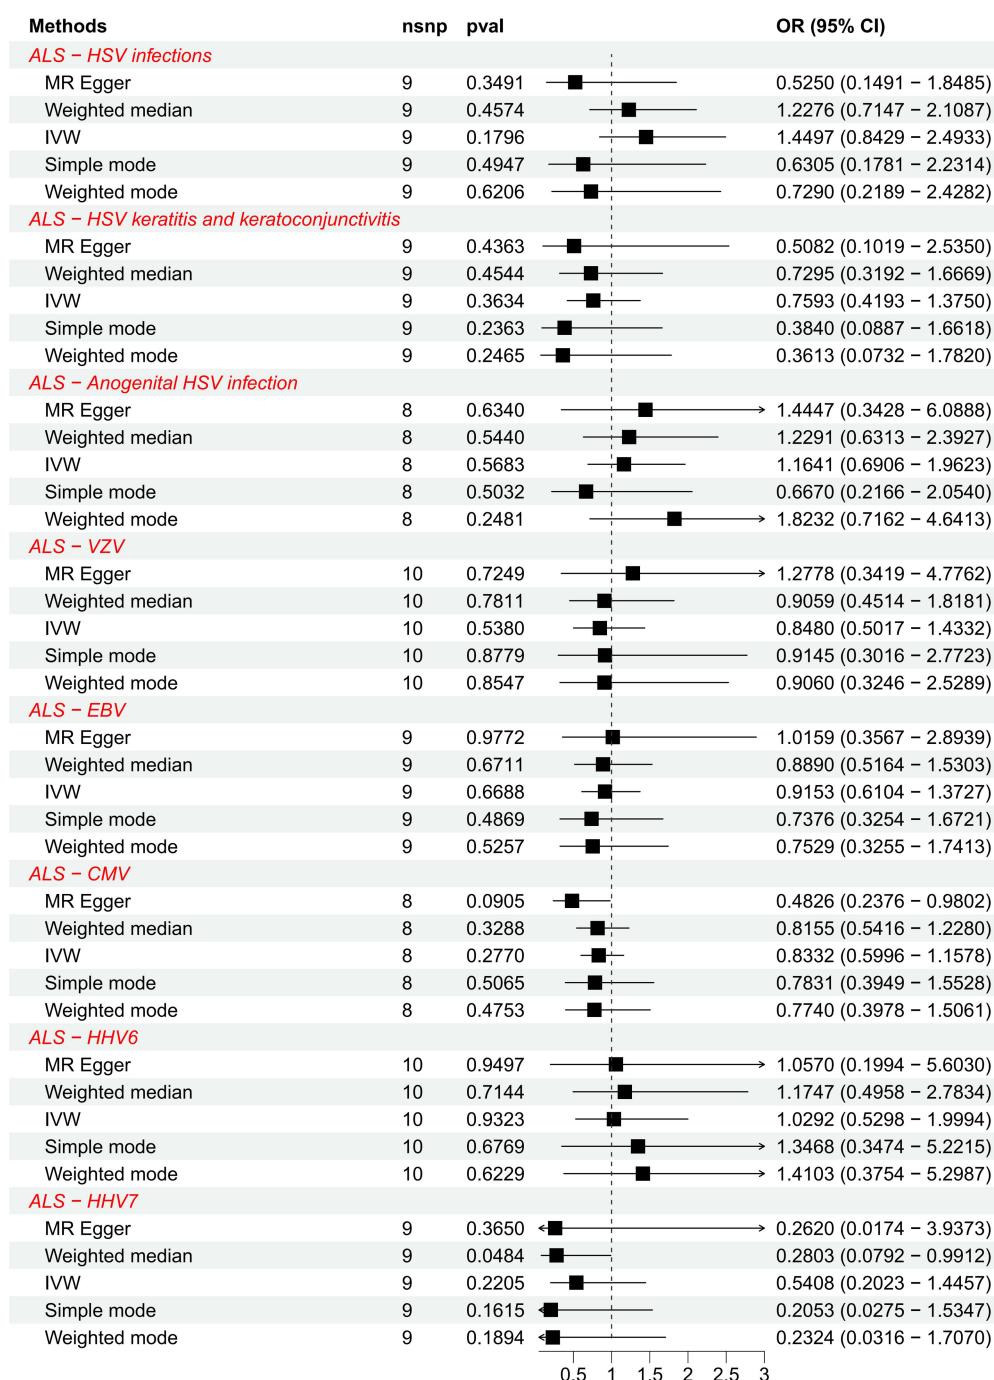 Methods nsnp pval OR (95% CI)
ALS − HSV infections
MR Egger 9 0.3491 0.5250 (0.1491 − 1.8485)
Weighted median 9 0.4574 1.2276 (0.7147 − 2.1087)
IVW 9 0.1796 1.4497 (0.8429 − 2.4933)
Simple mode 9 0.4947 0.6305 (0.1781 − 2.2314)
Weighted mode 9 0.6206 0.7290 (0.2189 − 2.4282)
ALS − HSV keratitis and keratoconjunctivitis
MR Egger 9 0.4363 0.5082 (0.1019 − 2.5350)
Weighted median 9 0.4544 0.7295 (0.3192 − 1.6669)
IVW 9 0.3634 0.7593 (0.4193 − 1.3750)
Simple mode 9 0.2363 0.3840 (0.0887 − 1.6618)
Weighted mode 9 0.2465 0.3613 (0.0732 − 1.7820)
ALS − Anogenital HSV infection
MR Egger 8 0.6340 1.4447 (0.3428 − 6.0888)
Weighted median 8 0.5440 1.2291 (0.6313 − 2.3927)
IVW 8 0.5683 1.1641 (0.6906 − 1.9623)
Simple mode 8 0.5032 0.6670 (0.2166 − 2.0540)
Weighted mode 8 0.2481 1.8232 (0.7162 − 4.6413)
ALS − VZV
MR Egger 10 0.7249 1.2778 (0.3419 − 4.7762)
Weighted median 10 0.7811 0.9059 (0.4514 − 1.8181)
IVW 10 0.5380 0.8480 (0.5017 − 1.4332)
Simple mode 10 0.8779 0.9145 (0.3016 − 2.7723)
Weighted mode 10 0.8547 0.9060 (0.3246 − 2.5289)
ALS − EBV
MR Egger 9 0.9772 1.0159 (0.3567 − 2.8939)
Weighted median 9 0.6711 0.8890 (0.5164 − 1.5303)
IVW 9 0.6688 0.9153 (0.6104 − 1.3727)
Simple mode 9 0.4869 0.7376 (0.3254 − 1.6721)
Weighted mode 9 0.5257 0.7529 (0.3255 − 1.7413)
ALS − CMV
MR Egger 8 0.0905 0.4826 (0.2376 − 0.9802)
Weighted median 8 0.3288 0.8155 (0.5416 − 1.2280)
IVW 8 0.2770 0.8332 (0.5996 − 1.1578)
Simple mode 8 0.5065 0.7831 (0.3949 − 1.5528)
Weighted mode 8 0.4753 0.7740 (0.3978 − 1.5061)
ALS − HHV6
MR Egger 10 0.9497 1.0570 (0.1994 − 5.6030)
Weighted median 10 0.7144 1.1747 (0.4958 − 2.7834)
IVW 10 0.9323 1.0292 (0.5298 − 1.9994)
Simple mode 10 0.6769 1.3468 (0.3474 − 5.2215)
Weighted mode 10 0.6229 1.4103 (0.3754 − 5.2987)
ALS − HHV7
MR Egger 9 0.3650 0.2620 (0.0174 − 3.9373)
Weighted median 9 0.0484 0.2803 (0.0792 − 0.9912)
IVW 9 0.2205 0.5408 (0.2023 − 1.4457)
Simple mode 9 0.1615 0.2053 (0.0275 − 1.5347)
Weighted mode 9 0.1894 0.2324 (0.0316 − 1.7070)
0.5 1 1.5 2 2.5 3